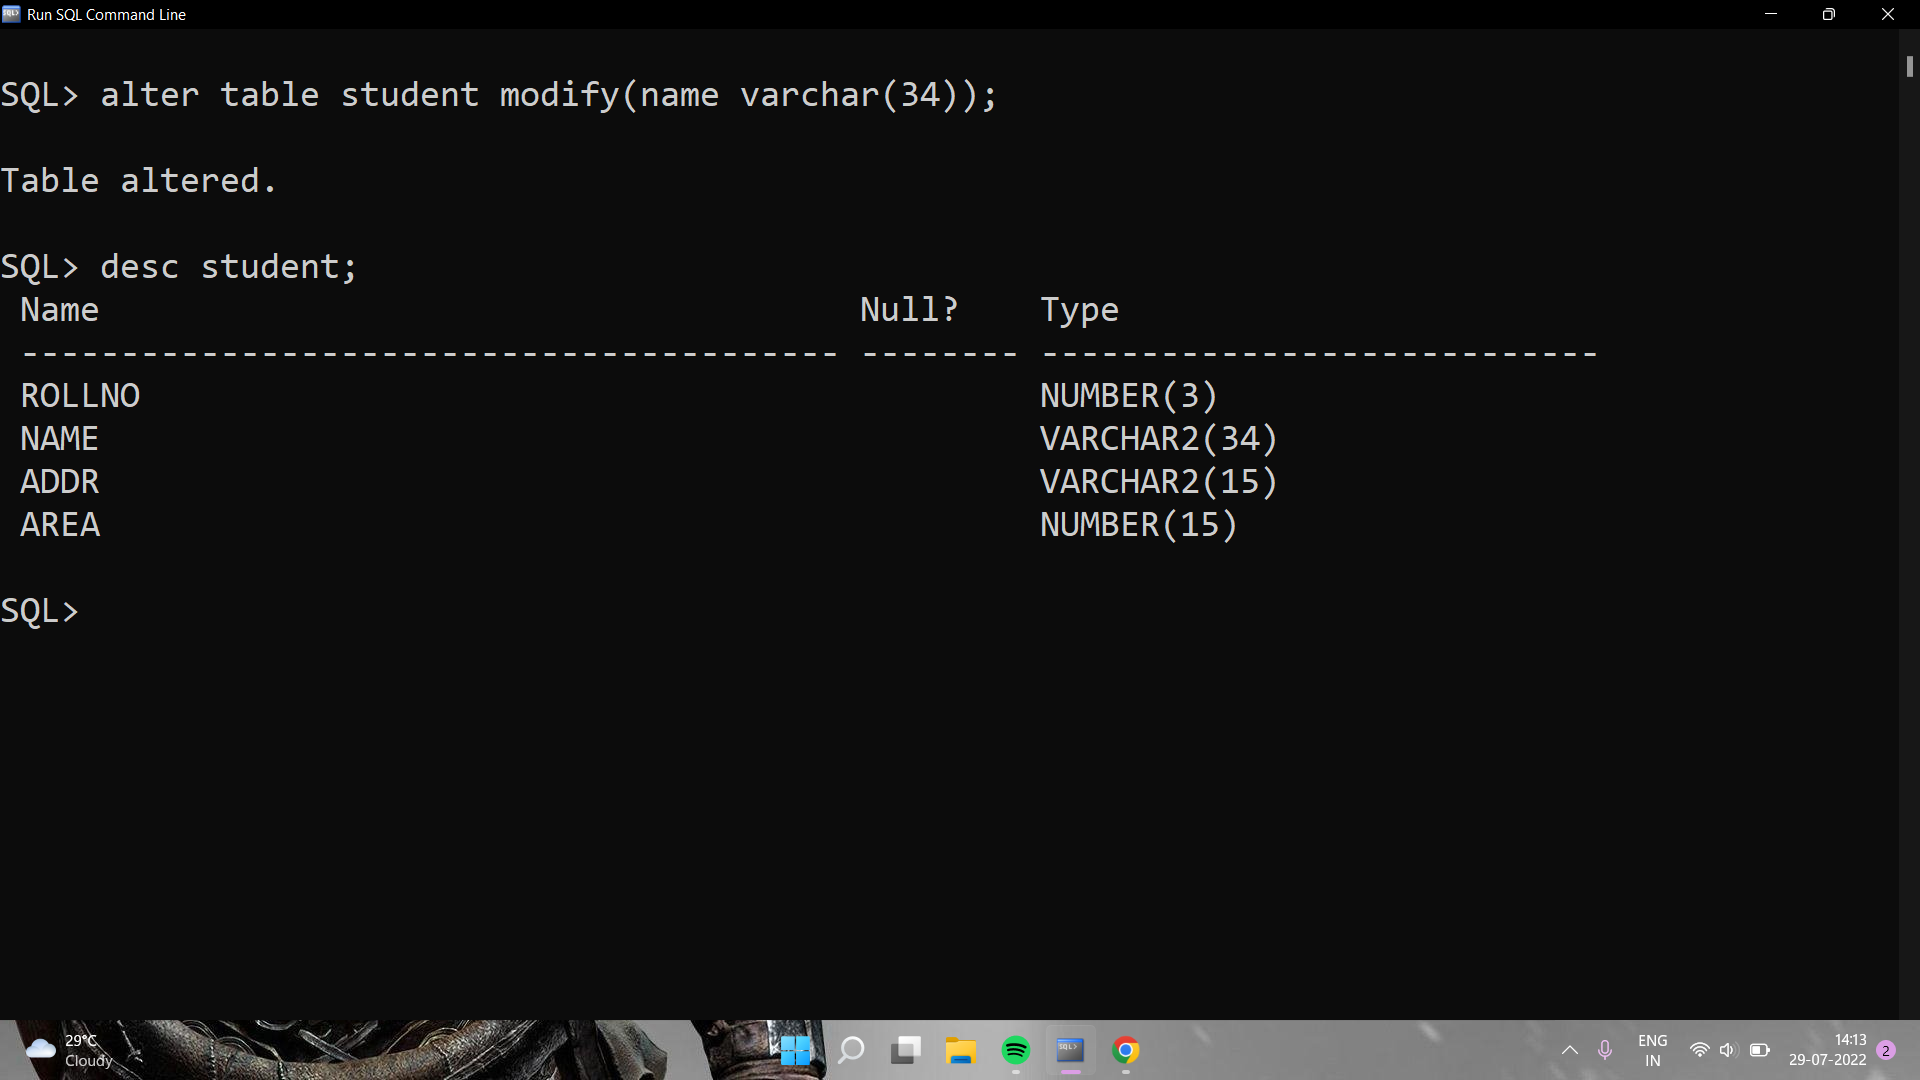 Run SQL Command Line
SQL> alter table student modify(name varchar(34));
Table altered.
SQL> desc student;
Name Null? Type
----------------------------------------- -------- ----------------------------
ROLLNO NUMBER(3)
NAME VARCHAR2(34)
ADDR VARCHAR2(15)
AREA NUMBER(15)
SQL>
29°C
Cloudy
SQL>
ENG
IN
14:13
29-07-2022
2